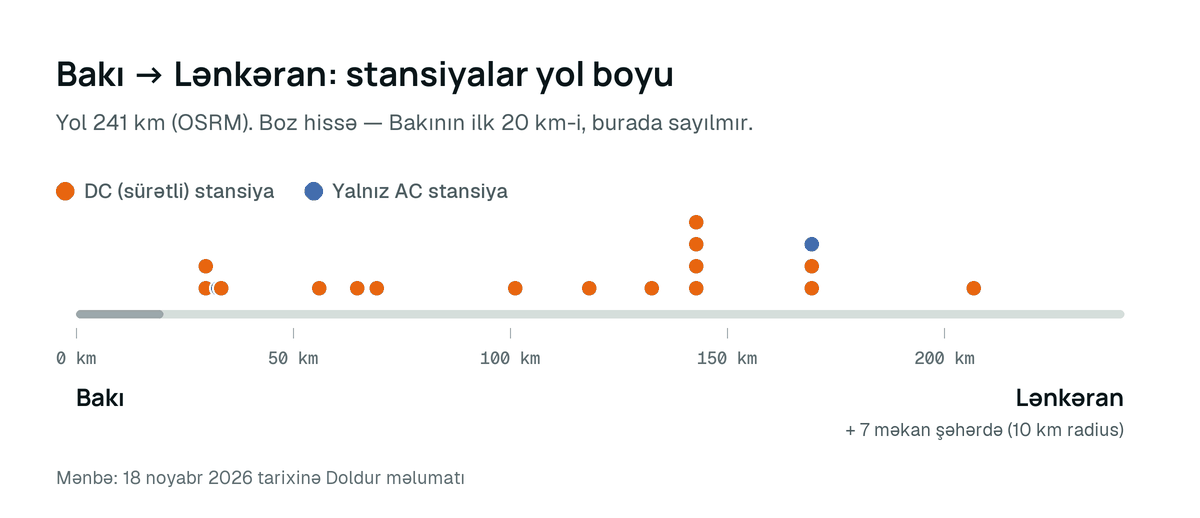 Bakı → Lənkəran: stansiyalar yol boyu
Yol 241 km (OSRM). Boz hissə — Bakının ilk 20 km-i, burada sayılmır.
DC (sürətli) stansiya
Yalnız AC stansiya
0 km
50 km
100 km
150 km
200 km
Bakı
Lənkəran
+ 7 məkan şəhərdə (10 km radius)
Mənbə: 18 noyabr 2026 tarixinə Doldur məlumatı